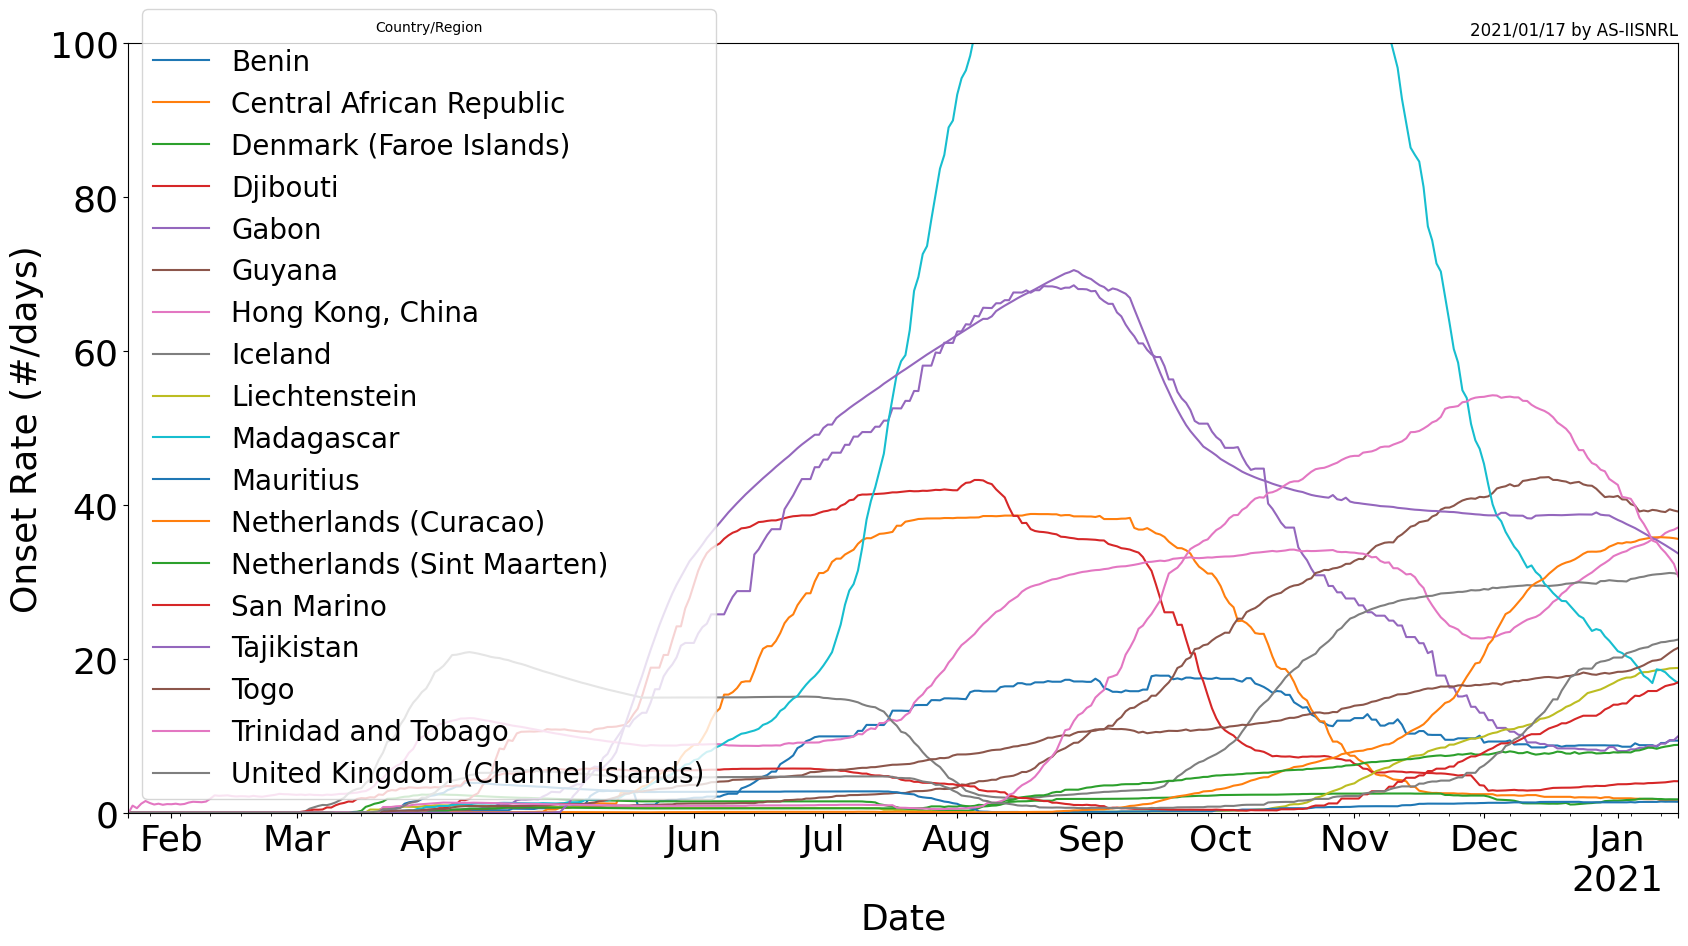 2021/01/17 by AS-IISNRL
Country/Region
Benin
Central African Republic
Denmark (Faroe Islands)
Djibouti
Gabon
Guyana
Hong Kong, China
Iceland
Liechtenstein
Madagascar
Mauritius
Netherlands (Curacao)
Netherlands (Sint Maarten)
San Marino
Tajikistan
Togo
Trinidad and Tobago
United Kingdom (Channel Islands)
Onset Rate (#/days)
100
80
60
40
20
0
Feb Mar Apr May Jun Jul Aug Sep Oct Nov Dec Jan
2021
Date